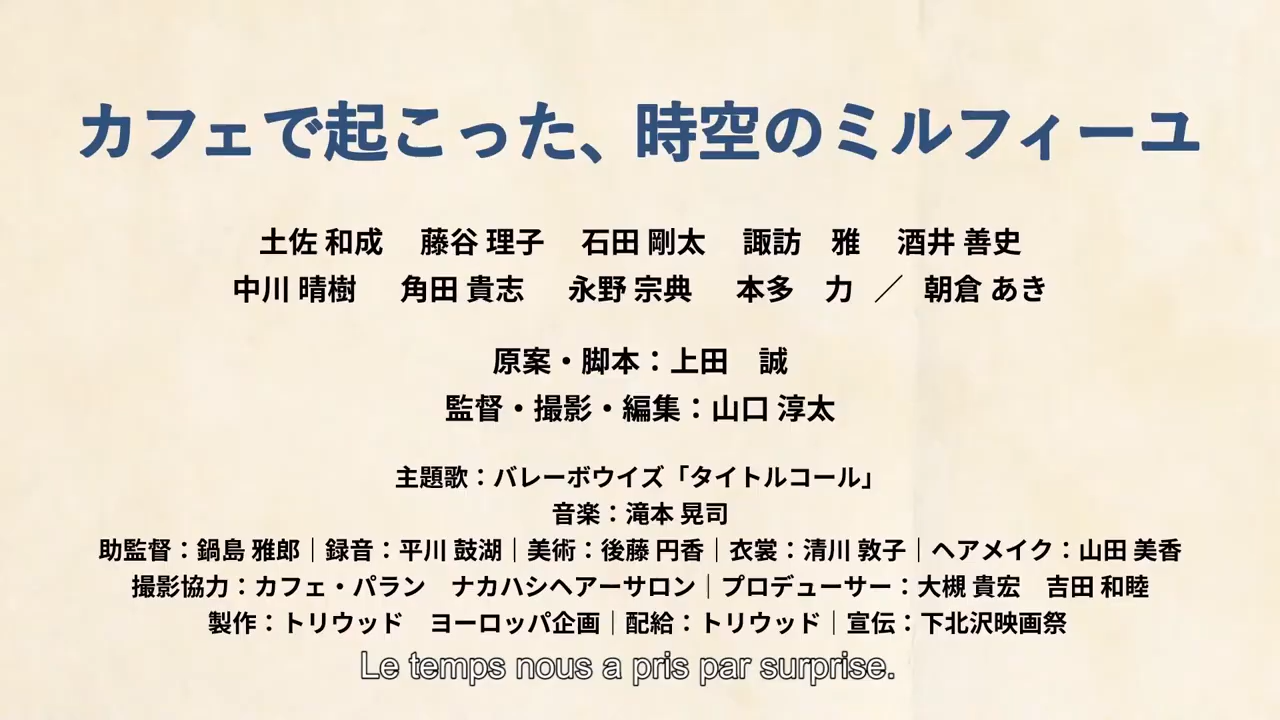 カフェで起こった、時空のミルフィーユ
土佐 和成　藤谷 理子　石田 剛太　諏訪　雅　酒井 善史
中川 晴樹　角田 貴志　永野 宗典　本多　力 ／ 朝倉 あき
原案・脚本：上田　誠
監督・撮影・編集：山口 淳太
主題歌：バレーボウイズ「タイトルコール」
音楽：滝本 晃司
助監督：鍋島 雅郎｜録音：平川 鼓湖｜美術：後藤 円香｜衣裳：清川 敦子｜ヘアメイク：山田 美香
撮影協力：カフェ・パラン　ナカハシヘアーサロン｜プロデューサー：大槻 貴宏　吉田 和睦
製作：トリウッド　ヨーロッパ企画｜配給：トリウッド｜宣伝：下北沢映画祭
Le temps nous a pris par surprise.